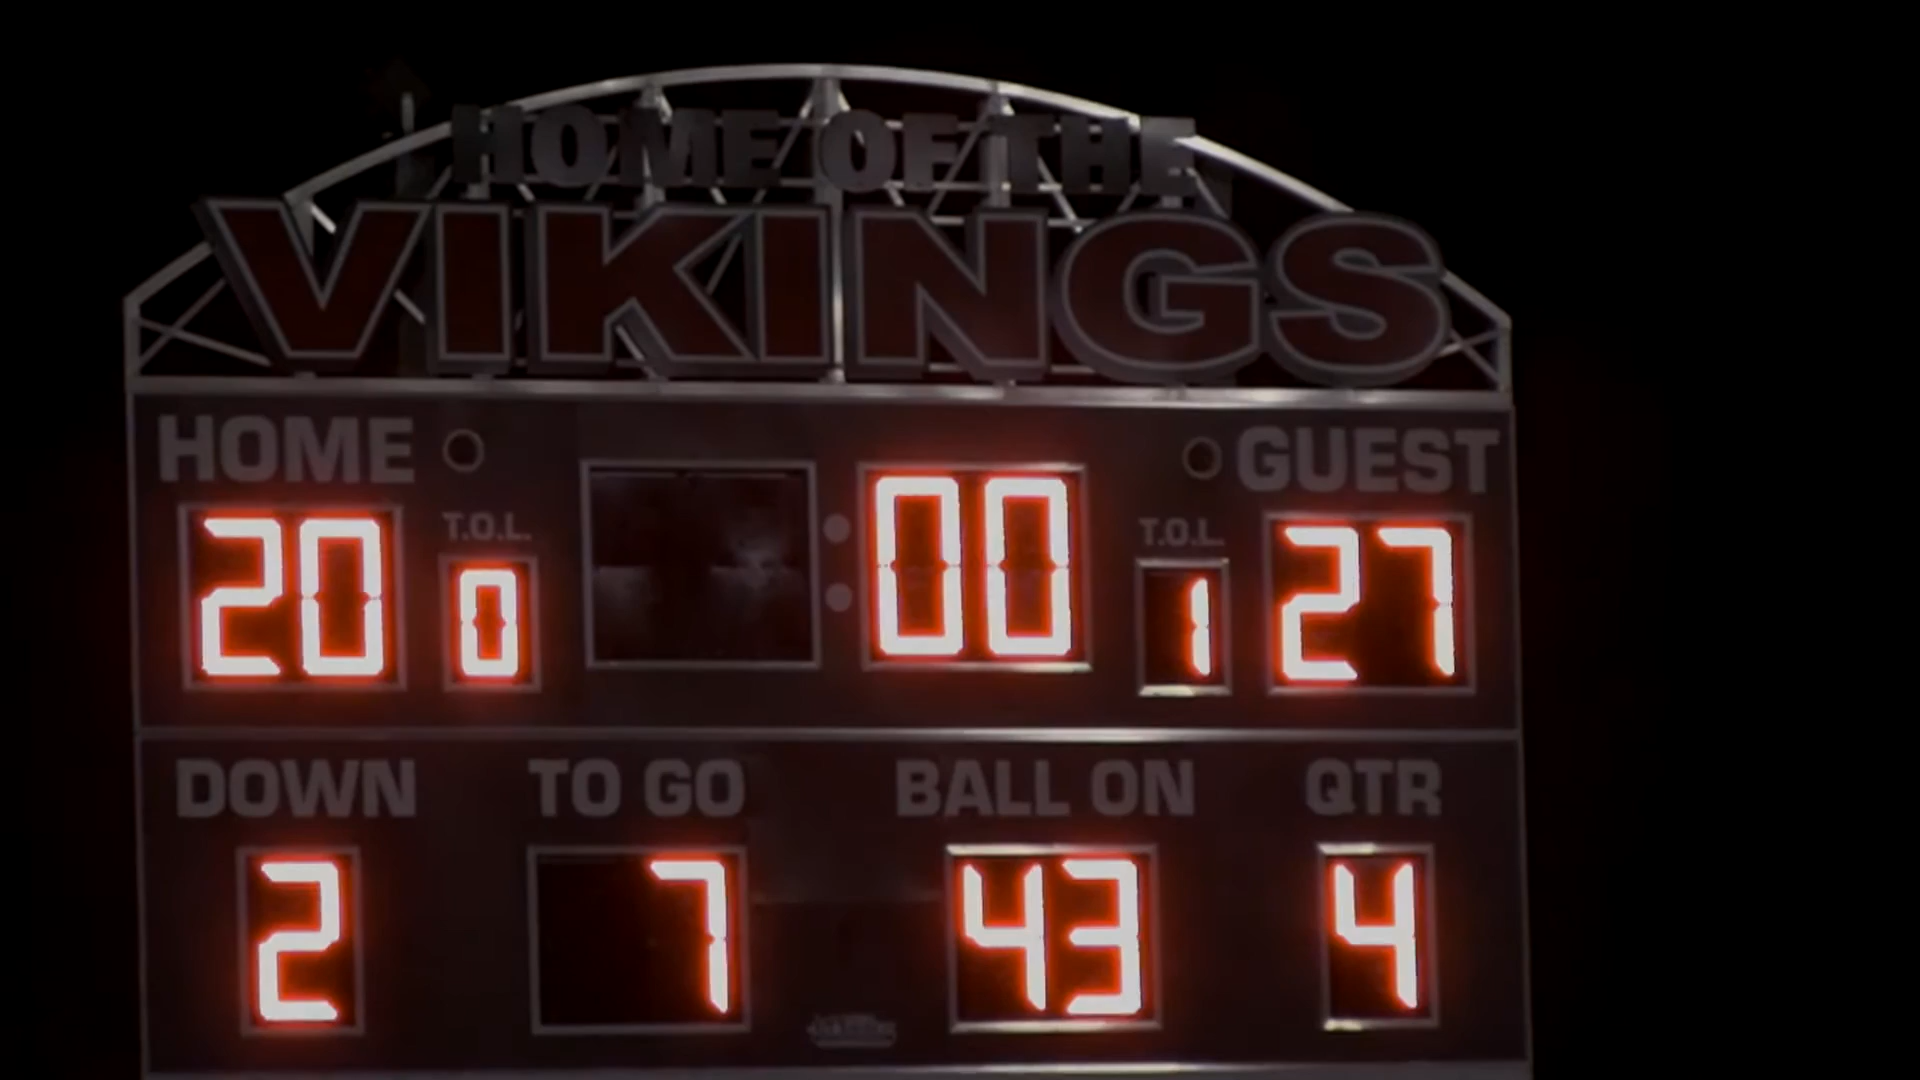 HOME OF THE
VIKINGS
HOME GUEST
T.O.L. T.O.L.
20 0 :00 1 27
DOWN TO GO BALL ON QTR
2 7 43 4